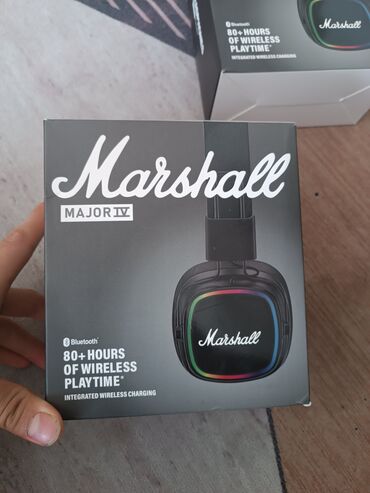 Bluetooth
80+ HOURS
OF WIRELESS
PLAYTIME*
INTEGRATED WIRELESS CHARGING
Marshall
Marshall
MAJOR IV
Bluetooth
80+ HOURS
OF WIRELESS
PLAYTIME*
INTEGRATED WIRELESS CHARGING
Marshall